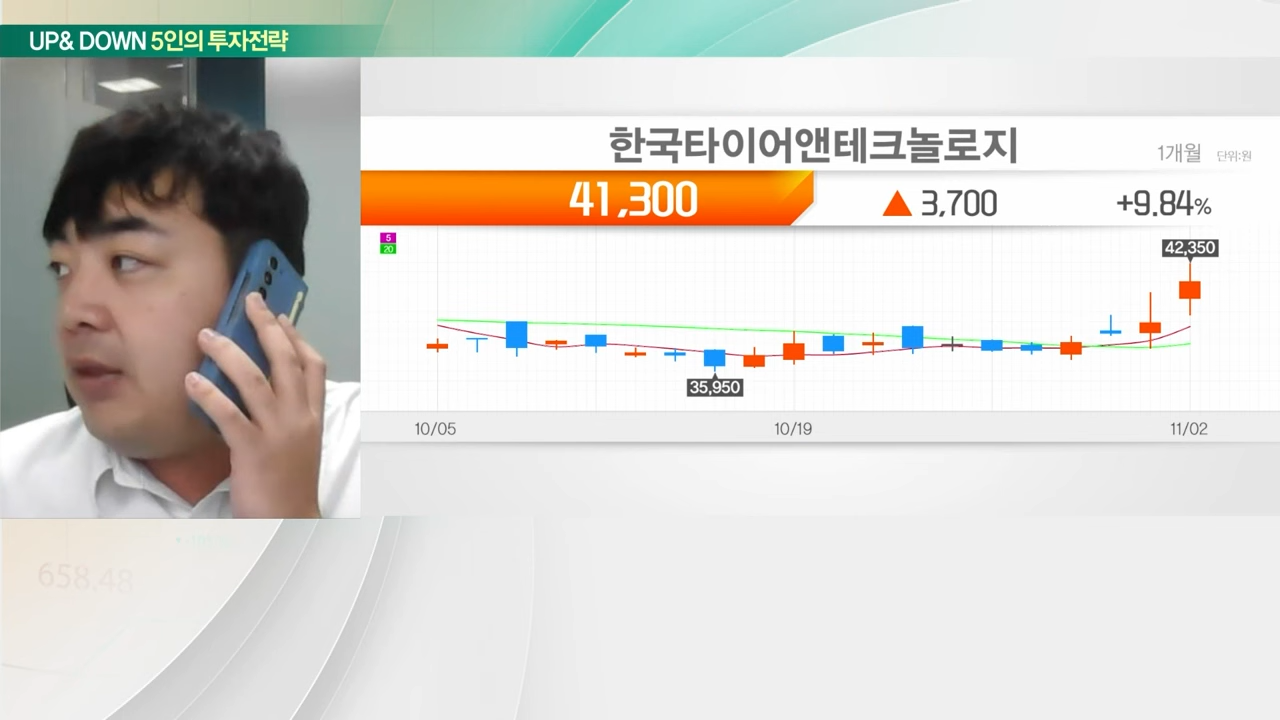 UP& DOWN 5인의 투자전략
한국타이어앤테크놀로지
1개월 단위:원
41,300 ▲ 3,700 +9.84%
5
20
42,350
35,950
10/05 10/19 11/02
658.48